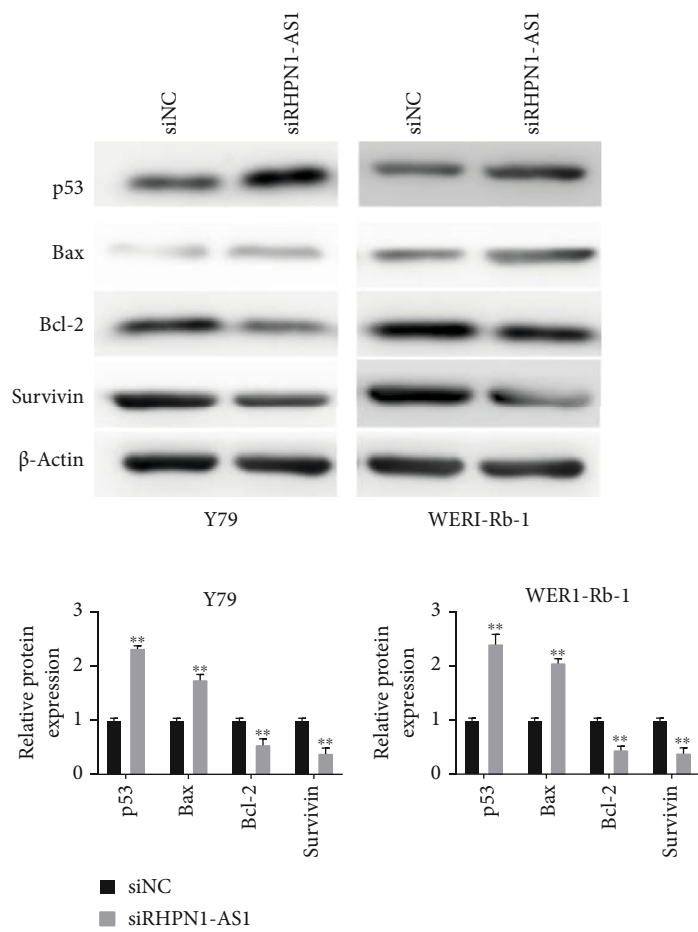 siNC
siRHPN1-AS1
siNC
siRHPN1-AS1
p53
Bax
Bcl-2
Survivin
β-Actin
Y79
WERI-Rb-1
Y79
Relative protein
expression
3
2
1
0
**
**
**
**
p53
Bax
Bcl-2
Survivin
WER1-Rb-1
Relative protein
expression
3
2
1
0
**
**
**
**
p53
Bax
Bcl-2
Survivin
siNC
siRHPN1-AS1